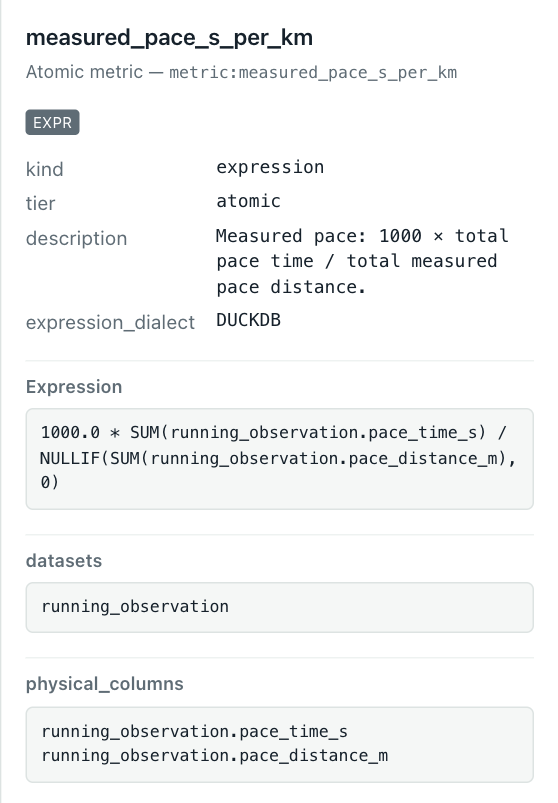 measured_pace_s_per_km
Atomic metric — metric:measured_pace_s_per_km
EXPR
kind expression
tier atomic
description Measured pace: 1000 × total
pace time / total measured
pace distance.
expression_dialect DUCKDB
Expression
1000.0 * SUM(running_observation.pace_time_s) /
NULLIF(SUM(running_observation.pace_distance_m),
0)
datasets
running_observation
physical_columns
running_observation.pace_time_s
running_observation.pace_distance_m